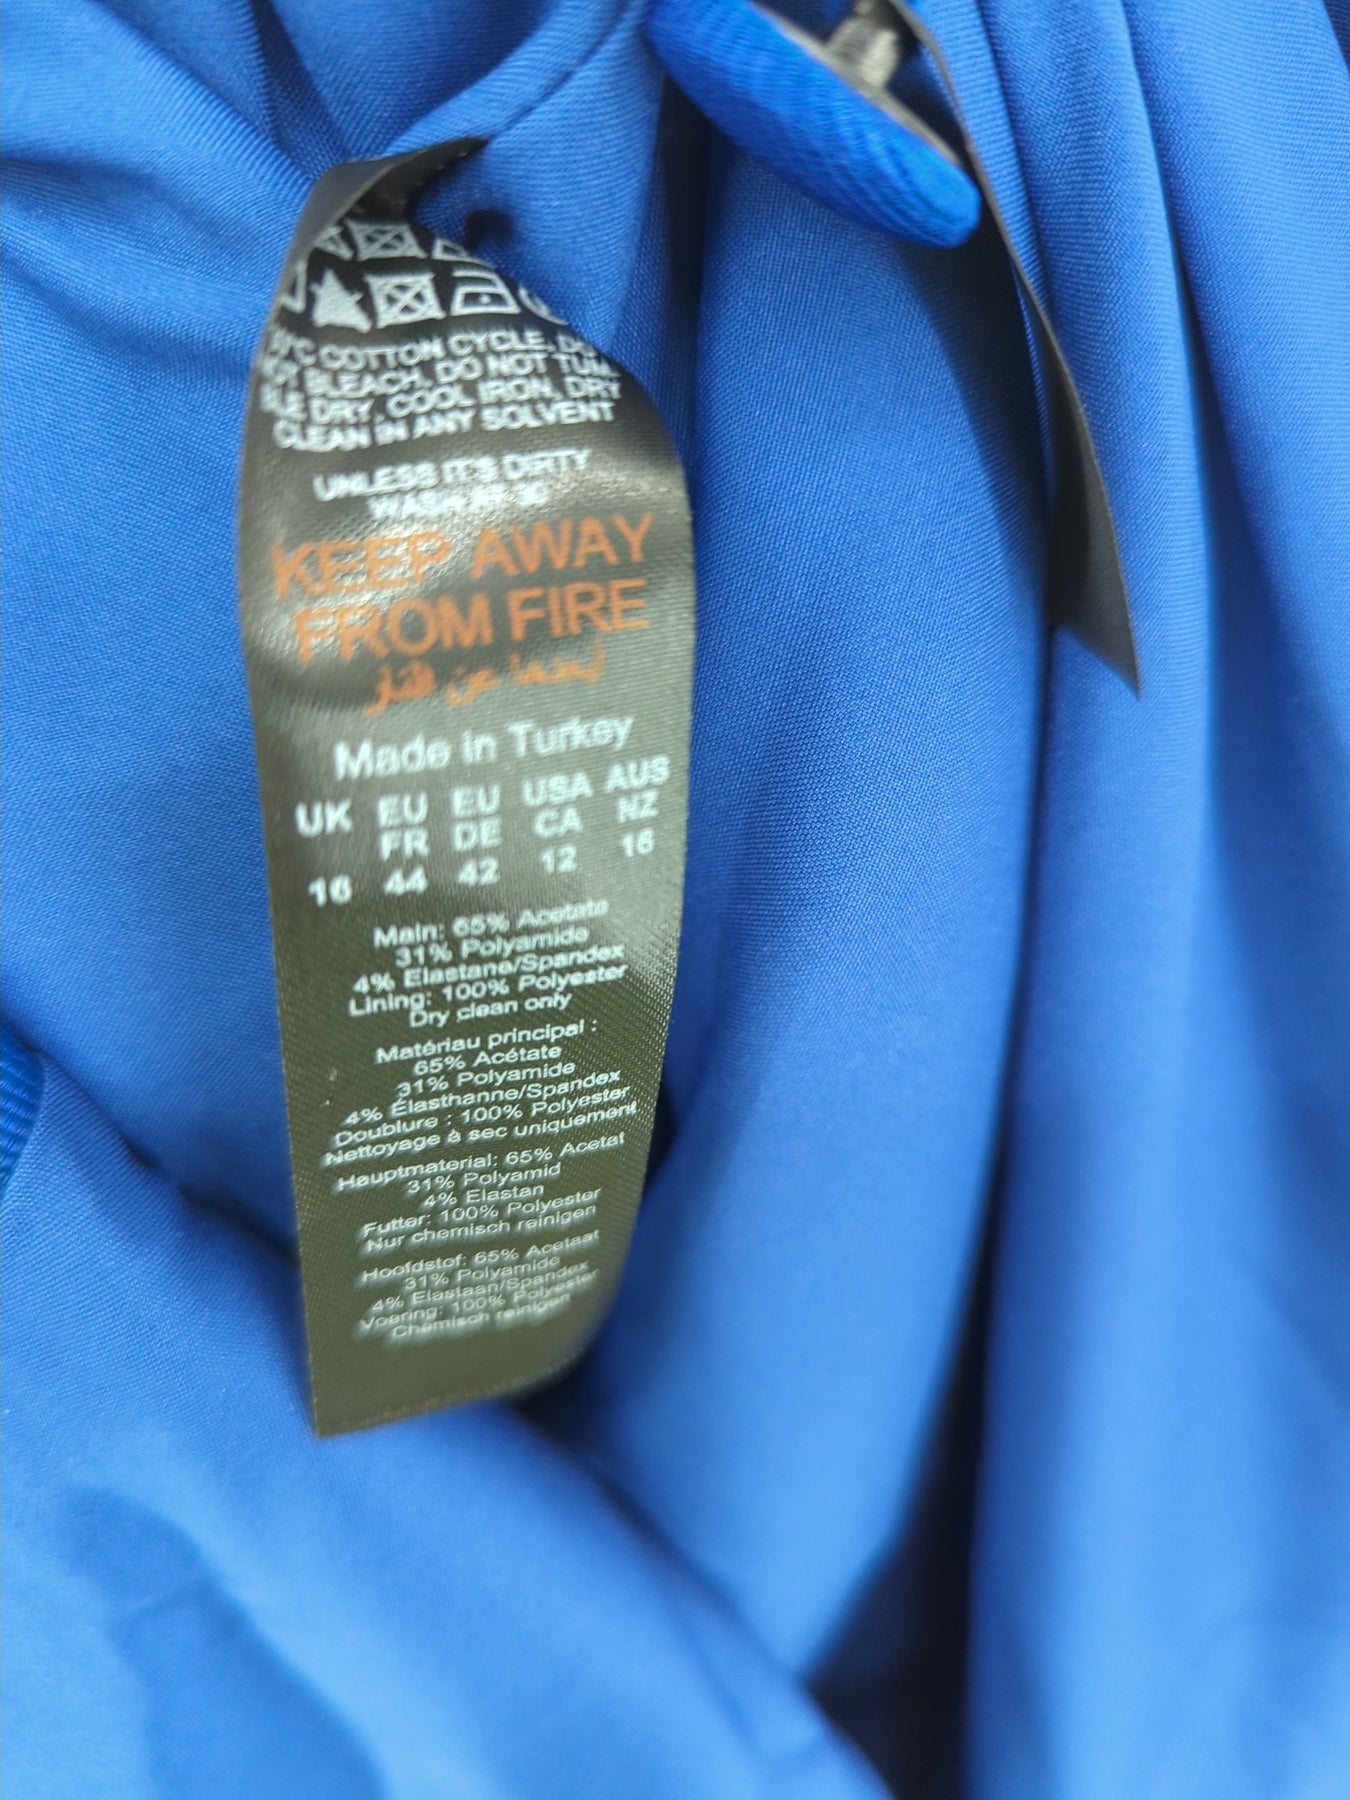 °C COTTON CYCLE, DO
NOT BLEACH, DO NOT TUM
BLE DRY, COOL IRON, DRY
CLEAN IN ANY SOLVENT
UNLESS IT'S DIRTY
WASH AT 30
KEEP AWAY
FROM FIRE
Made in Turkey
UK EU EU USA AUS
FR DE CA NZ
16 44 42 12 16
Main: 65% Acetate
31% Polyamide
4% Elastane/Spandex
Lining: 100% Polyester
Dry clean only
Matériau principal :
65% Acétate
31% Polyamide
4% Élasthanne/Spandex
Doublure : 100% Polyester
Nettoyage à sec uniquement
Hauptmaterial: 65% Acetat
31% Polyamid
4% Elastan
Futter: 100% Polyester
Nur chemisch reinigen
Hoofdstof: 65% Acetaat
31% Polyamide
4% Elastaan/Spandex
Voering: 100% Polyester
Chemisch reinigen